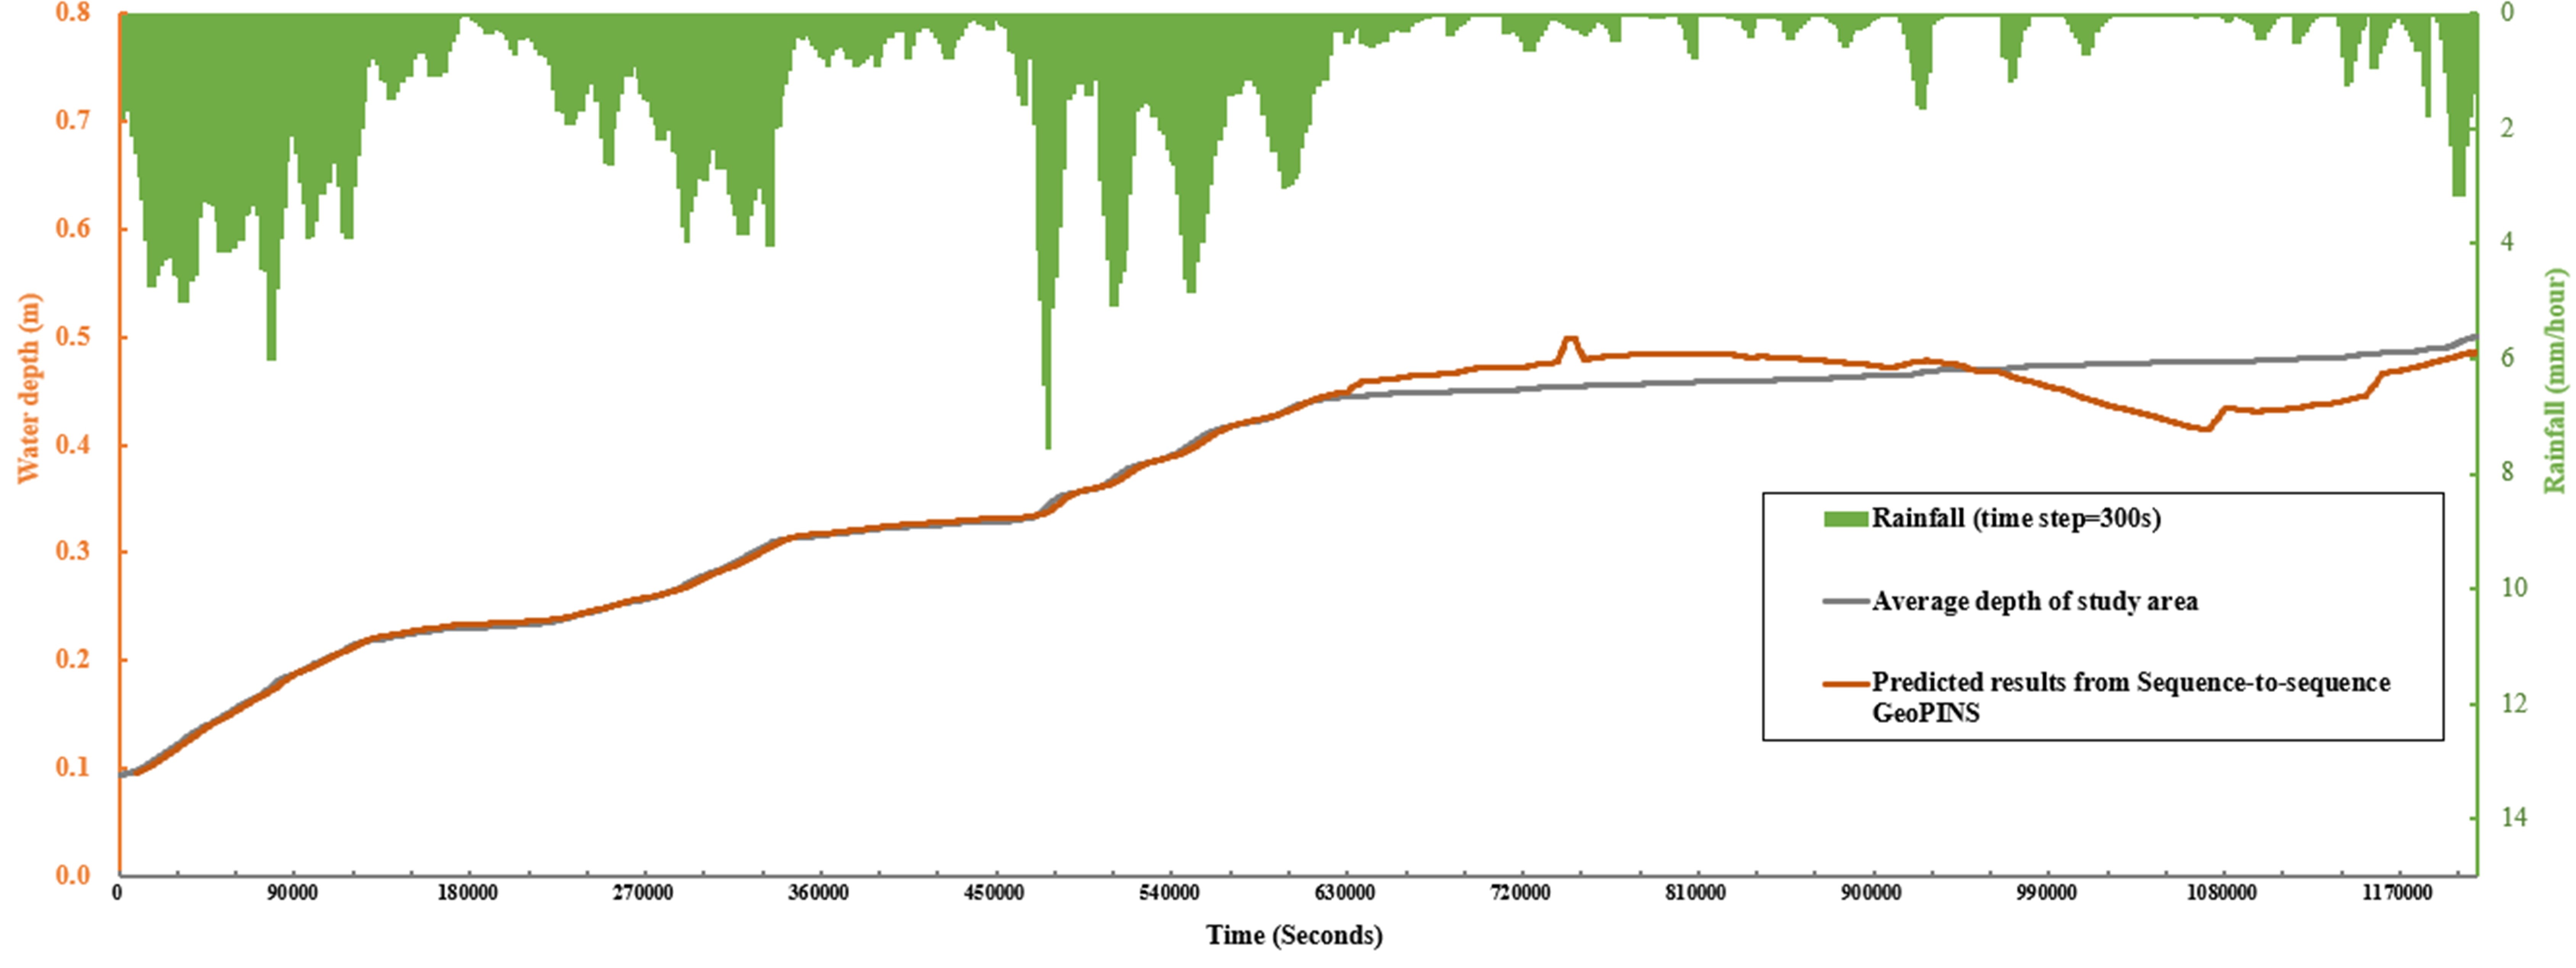 0.8
0.7
0.6
0.5
0.4
0.3
0.2
0.1
0.0
Water depth (m)
0
2
4
6
8
10
12
14
Rainfall (mm/hour)
Rainfall (time step=300s)
Average depth of study area
Predicted results from Sequence-to-sequence
GeoPINS
0 90000 180000 270000 360000 450000 540000 630000 720000 810000 900000 990000 1080000 1170000
Time (Seconds)